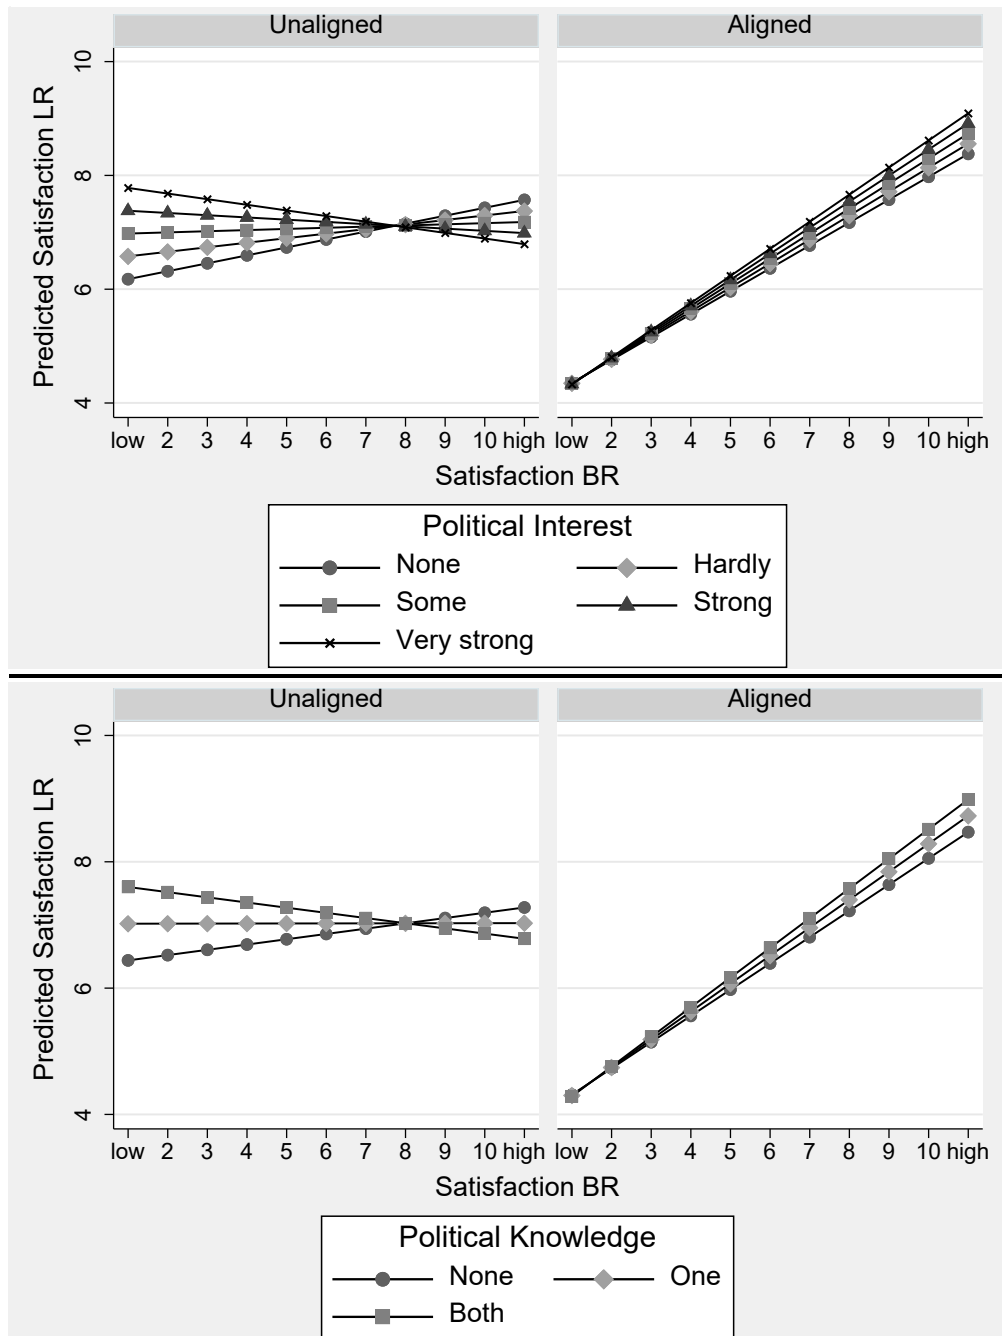 Unaligned Aligned
Predicted Satisfaction LR
10
8
6
4
low 2 3 4 5 6 7 8 9 10 high low 2 3 4 5 6 7 8 9 10 high
Satisfaction BR
Political Interest
None Hardly
Some Strong
Very strong
Unaligned Aligned
Predicted Satisfaction LR
10
8
6
4
low 2 3 4 5 6 7 8 9 10 high low 2 3 4 5 6 7 8 9 10 high
Satisfaction BR
Political Knowledge
None One
Both